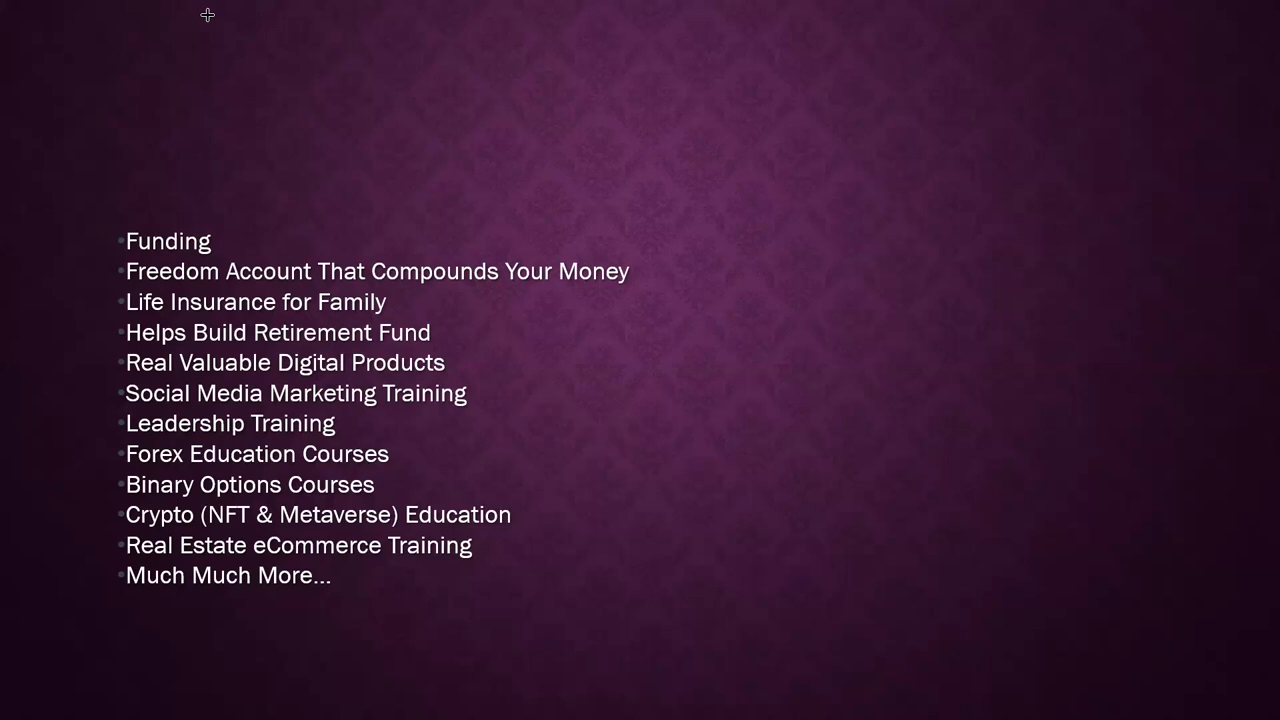 •Funding
•Freedom Account That Compounds Your Money
•Life Insurance for Family
•Helps Build Retirement Fund
•Real Valuable Digital Products
•Social Media Marketing Training
•Leadership Training
•Forex Education Courses
•Binary Options Courses
•Crypto (NFT & Metaverse) Education
•Real Estate eCommerce Training
•Much Much More...